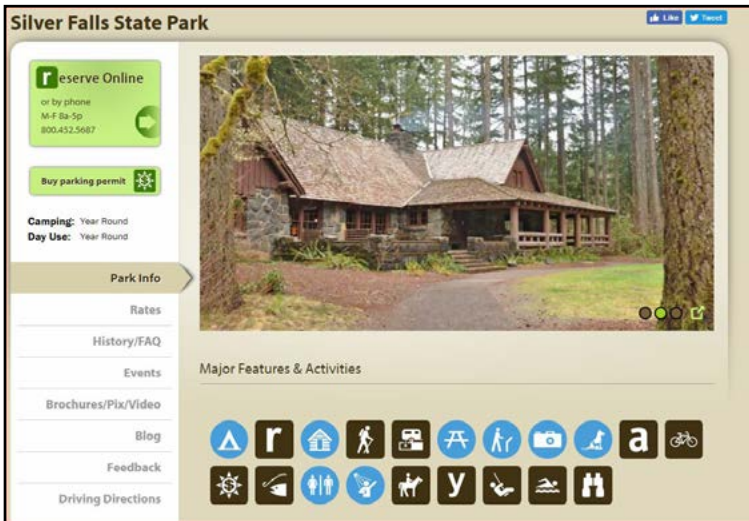 Silver Falls State Park
Like
Tweet
reserve Online
or by phone
M-F 8a-5p
800.452.5687
Buy parking permit
Camping: Year Round
Day Use: Year Round
Park Info
Rates
History/FAQ
Events
Brochures/Pix/Video
Blog
Feedback
Driving Directions
Major Features & Activities
r
a
y